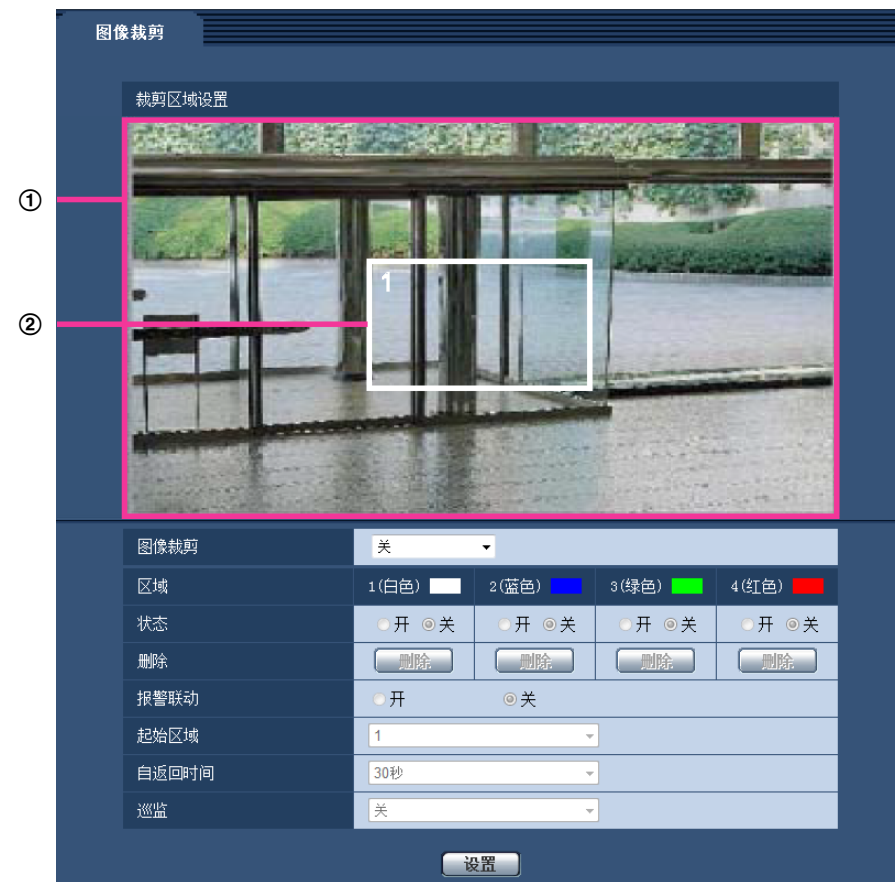 图像裁剪
裁剪区域设置
①
1
②
图像裁剪 关
区域 1(白色) 2(蓝色) 3(绿色) 4(红色)
状态 开 关 开 关 开 关 开 关
删除 删除 删除 删除 删除
报警联动 开 关
起始区域 1
自返回时间 30秒
巡监 关
设置